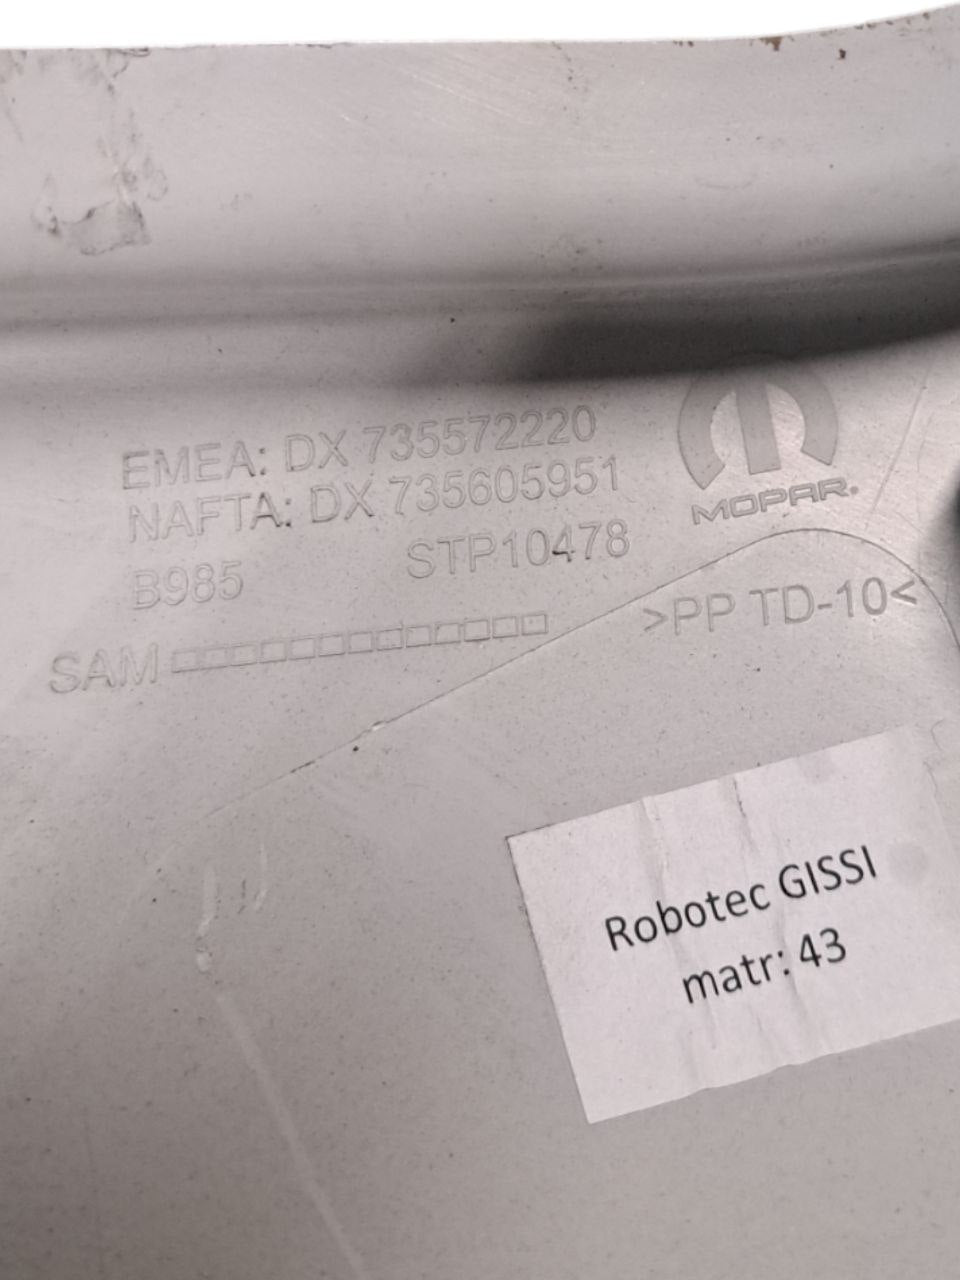 EMEA: DX 735572220
NAFTA: DX 735605951
MOPAR.
B985 STP10478
SAM
>PP TD-10<
Robotec GISSI
matr: 43